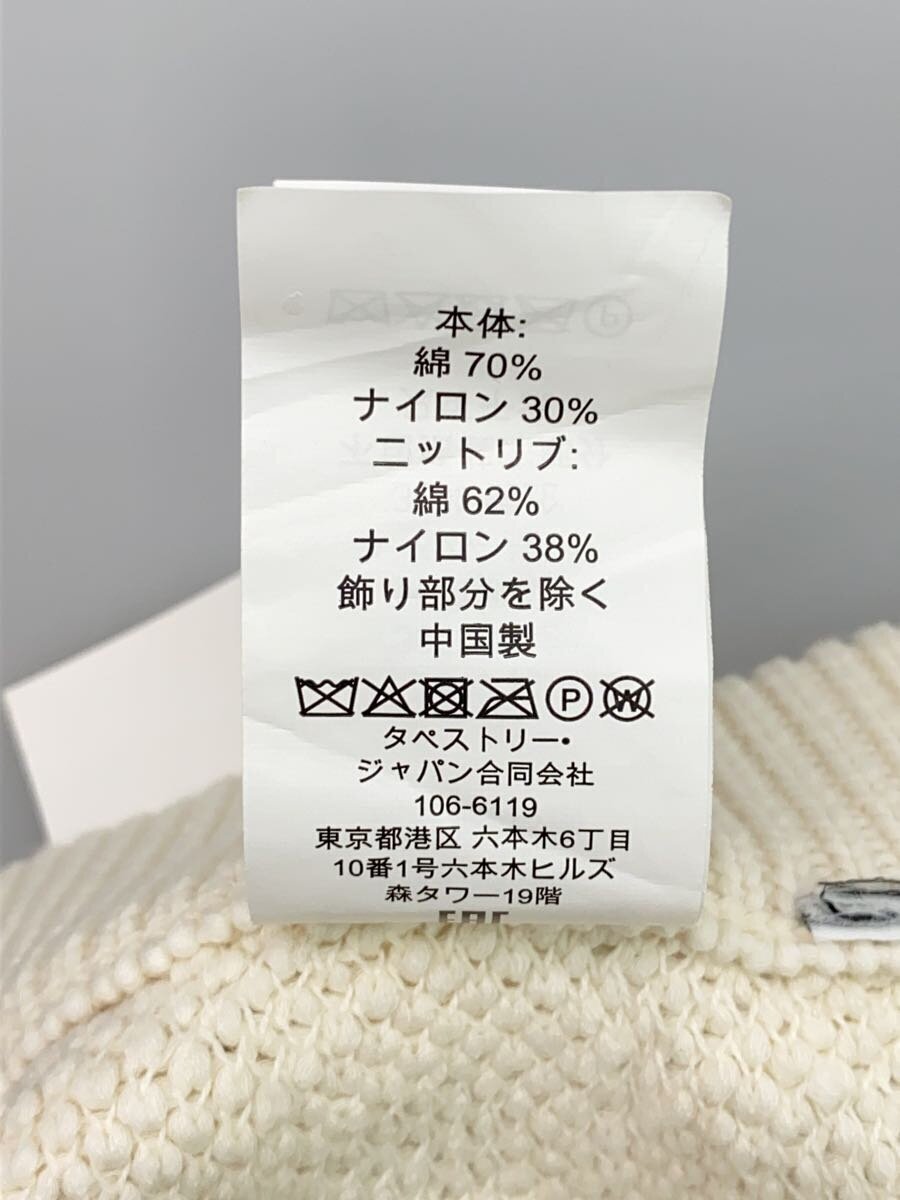 本体:
綿 70%
ナイロン 30%
ニットリブ:
綿 62%
ナイロン 38%
飾り部分を除く
中国製
P W
タペストリー・
ジャパン合同会社
106-6119
東京都港区 六本木6丁目
10番1号六本木ヒルズ
森タワー19階